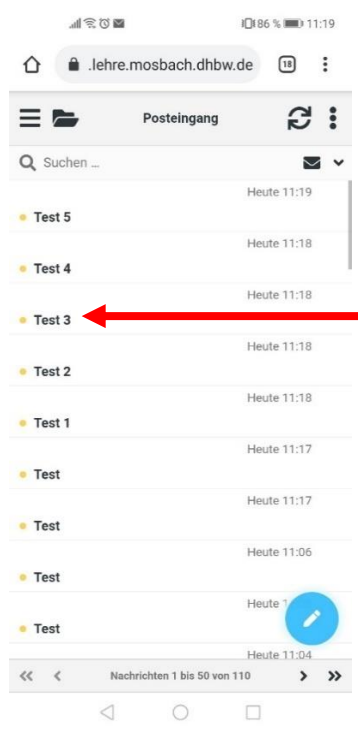 86 % 11:19
.lehre.mosbach.dhbw.de 18
Posteingang
Suchen ...
Heute 11:19
Test 5
Heute 11:18
Test 4
Heute 11:18
Test 3
Heute 11:18
Test 2
Heute 11:18
Test 1
Heute 11:17
Test
Heute 11:17
Test
Heute 11:06
Test
Heute
Test
Heute 11:04
Nachrichten 1 bis 50 von 110